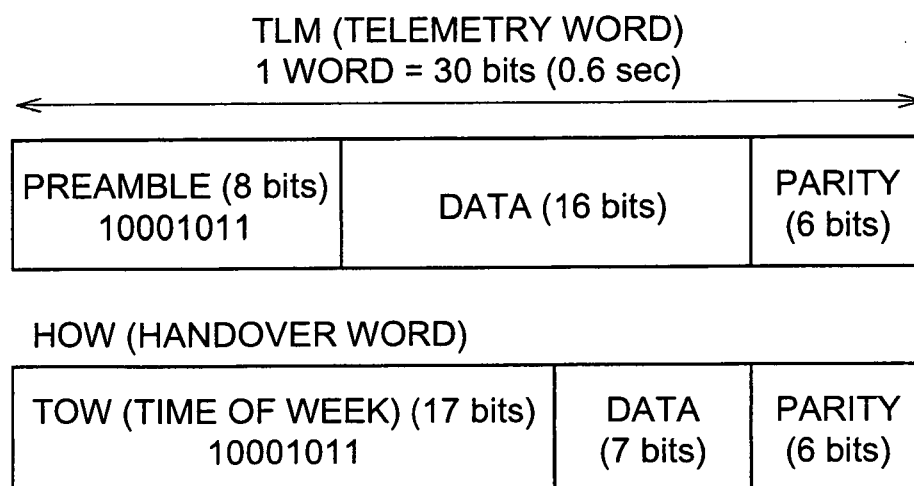 TLM (TELEMETRY WORD)
1 WORD = 30 bits (0.6 sec)
PREAMBLE (8 bits)
10001011
DATA (16 bits)
PARITY
(6 bits)
HOW (HANDOVER WORD)
TOW (TIME OF WEEK) (17 bits)
10001011
DATA
(7 bits)
PARITY
(6 bits)